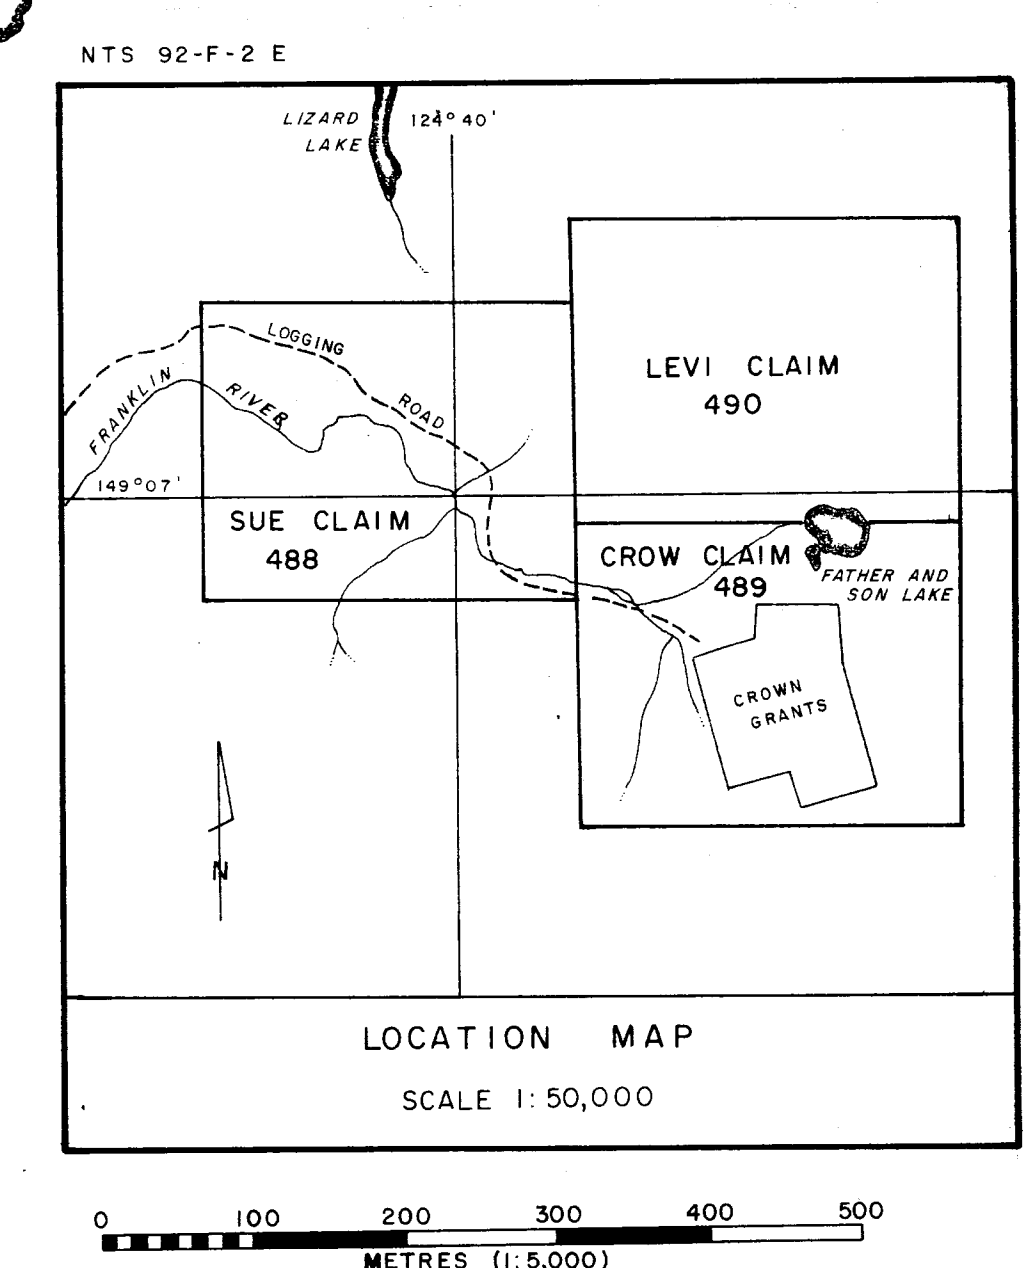 NTS 92-F-2 E
LIZARD
LAKE
124°40'
LOGGING
ROAD
FRANKLIN
RIVER
149°07'
LEVI CLAIM
490
SUE CLAIM
488
CROW CLAIM
489
FATHER AND
SON LAKE
CROWN
GRANTS
N
LOCATION MAP
SCALE 1:50,000
0 100 200 300 400 500
METRES (1:5,000)